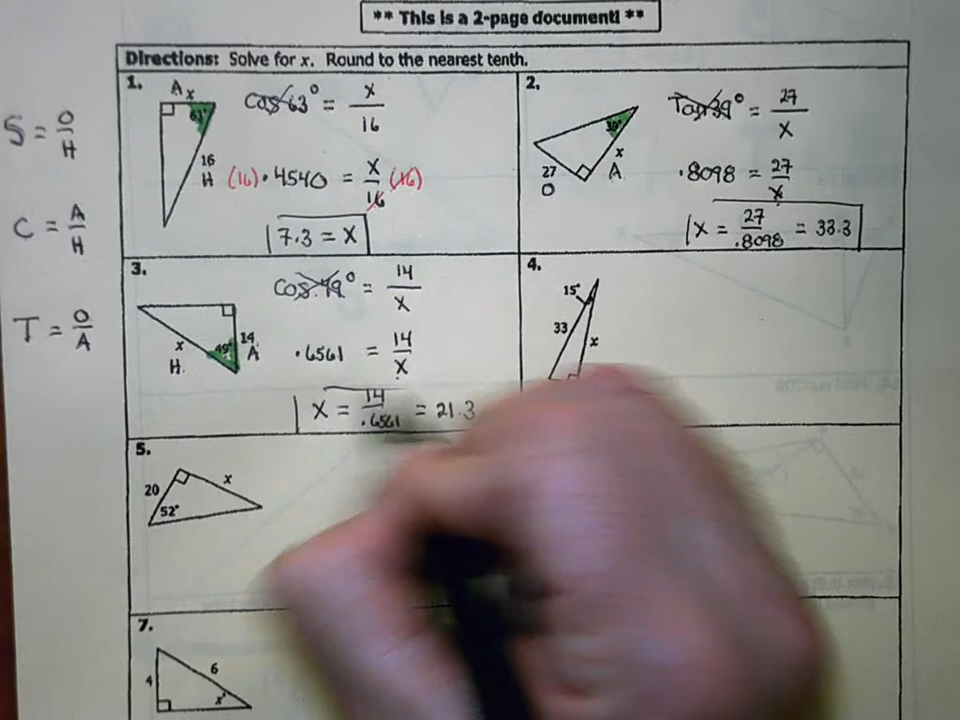 ** This is a 2-page document! **
Directions: Solve for x. Round to the nearest tenth.
S = O/H
C = A/H
T = O/A
1.
A x
63°
16
H
Cos 63° = x/16
(16) .4540 = x/16 (16)
7.3 = x
2.
39°
x
A
27
O
Tan 39° = 27/x
.8098 = 27/x
x = 27/.8098 = 33.3
3.
14
A
49°
x
H
Cos 49° = 14/x
.6561 = 14/x
x = 14/.6561 = 21.3
4.
15°
33
x
5.
20
x
52°
7.
4
6
x°